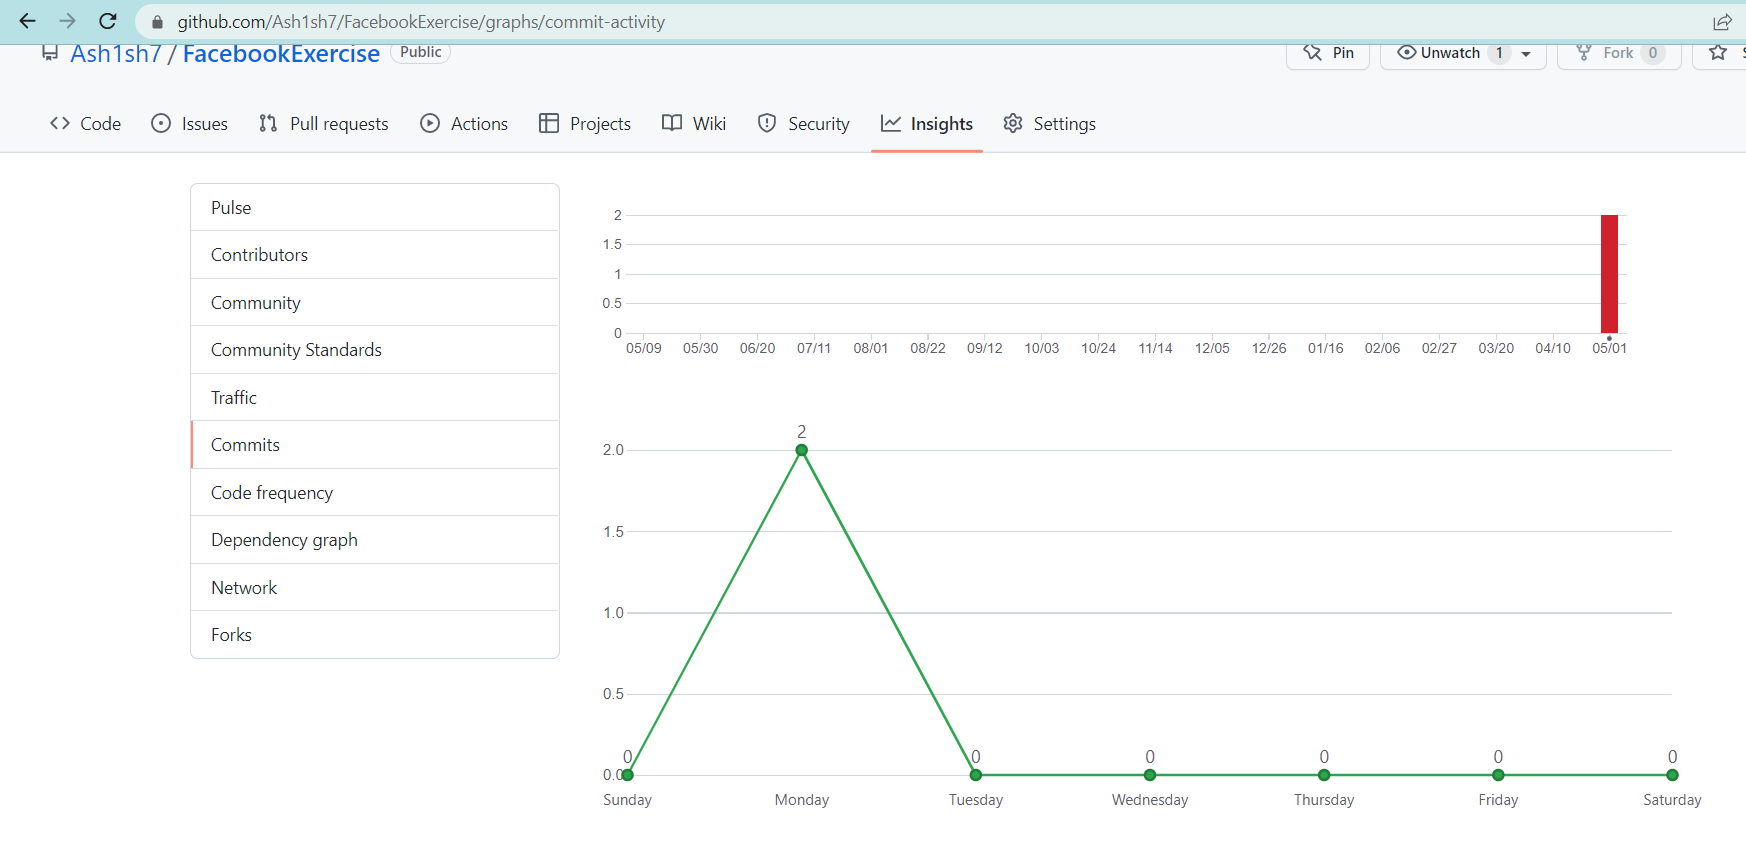 github.com/Ash1sh7/FacebookExercise/graphs/commit-activity
Ash1sh7 / FacebookExercise Public
Pin Unwatch 1 Fork 0
Code Issues Pull requests Actions Projects Wiki Security Insights Settings
Pulse
Contributors
Community
Community Standards
Traffic
Commits
Code frequency
Dependency graph
Network
Forks
2
1.5
1
0.5
0
05/09 05/30 06/20 07/11 08/01 08/22 09/12 10/03 10/24 11/14 12/05 12/26 01/16 02/06 02/27 03/20 04/10 05/01
2
2.0
1.5
1.0
0.5
0 0 0 0 0 0
0.0
Sunday Monday Tuesday Wednesday Thursday Friday Saturday